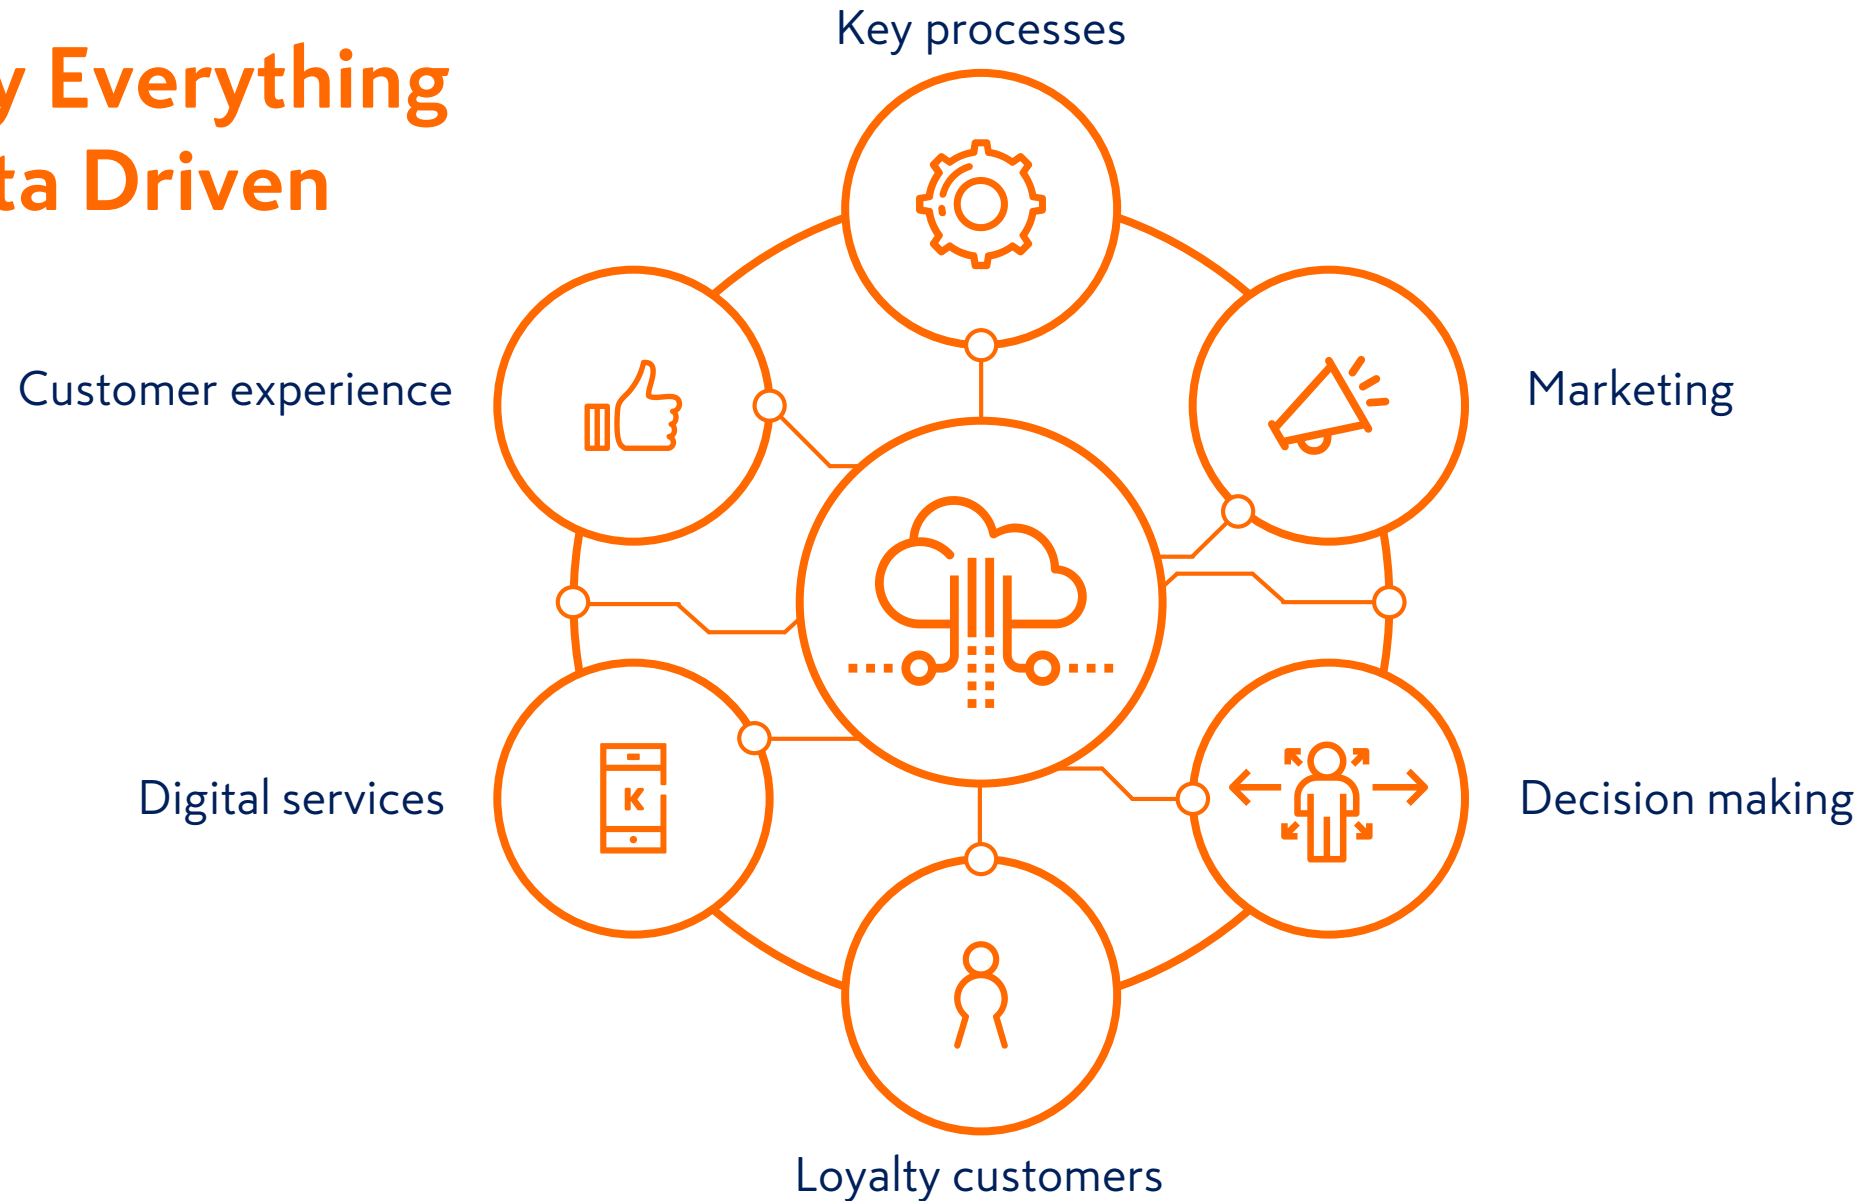 y Everything
ta Driven
Key processes
Customer experience
Marketing
K
Digital services
Decision making
Loyalty customers